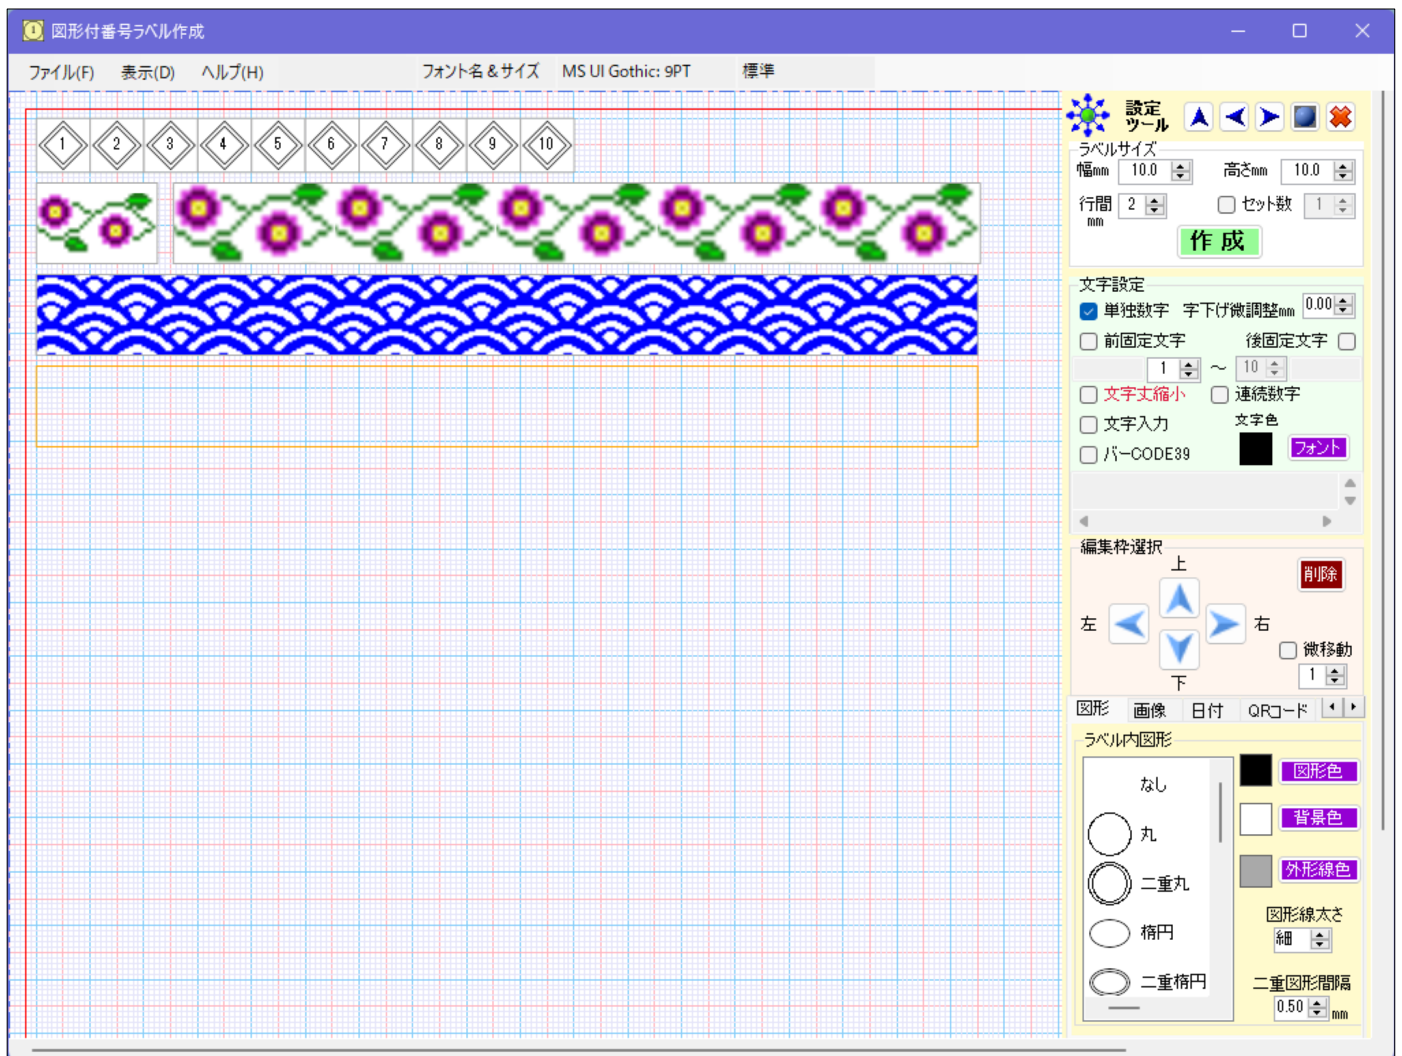 図形付番号ラベル作成
ファイル(F) 表示(D) ヘルプ(H) フォント名＆サイズ MS UI Gothic: 9PT 標準
1 2 3 4 5 6 7 8 9 10
設定
ツール
ラベルサイズ
幅mm 10.0 高さmm 10.0
行間 2 セット数 1
mm
作成
文字設定
単独数字 字下げ微調整mm 0.00
前固定文字 後固定文字
1 ～ 10
文字丈縮小 連続数字
文字入力 文字色
バーCODE39 フォント
編集枠選択
上
削除
左 右
微移動
下 1
図形 画像 日付 QRコード
ラベル内図形
なし
図形色
丸
背景色
二重丸
外形線色
楕円
図形線太さ
細
二重楕円
二重図形間隔
0.50 mm